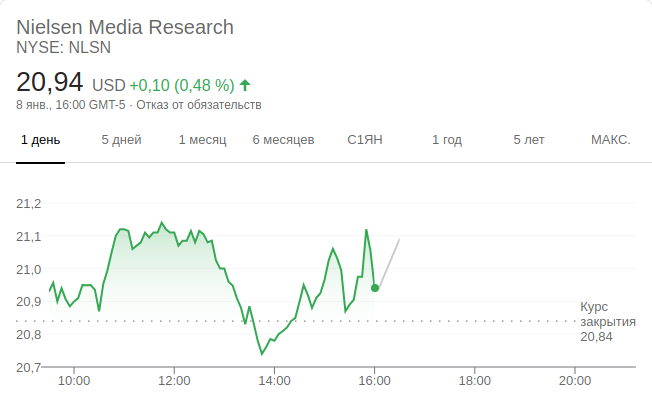 Nielsen Media Research
NYSE: NLSN
20,94 USD +0,10 (0,48 %)
8 янв., 16:00 GMT-5 · Отказ от обязательств
1 день 5 дней 1 месяц 6 месяцев С1ЯН 1 год 5 лет МАКС.
21,2
21,1
21,0
20,9
20,8
20,7
Курс
закрытия
20,84
10:00 12:00 14:00 16:00 18:00 20:00